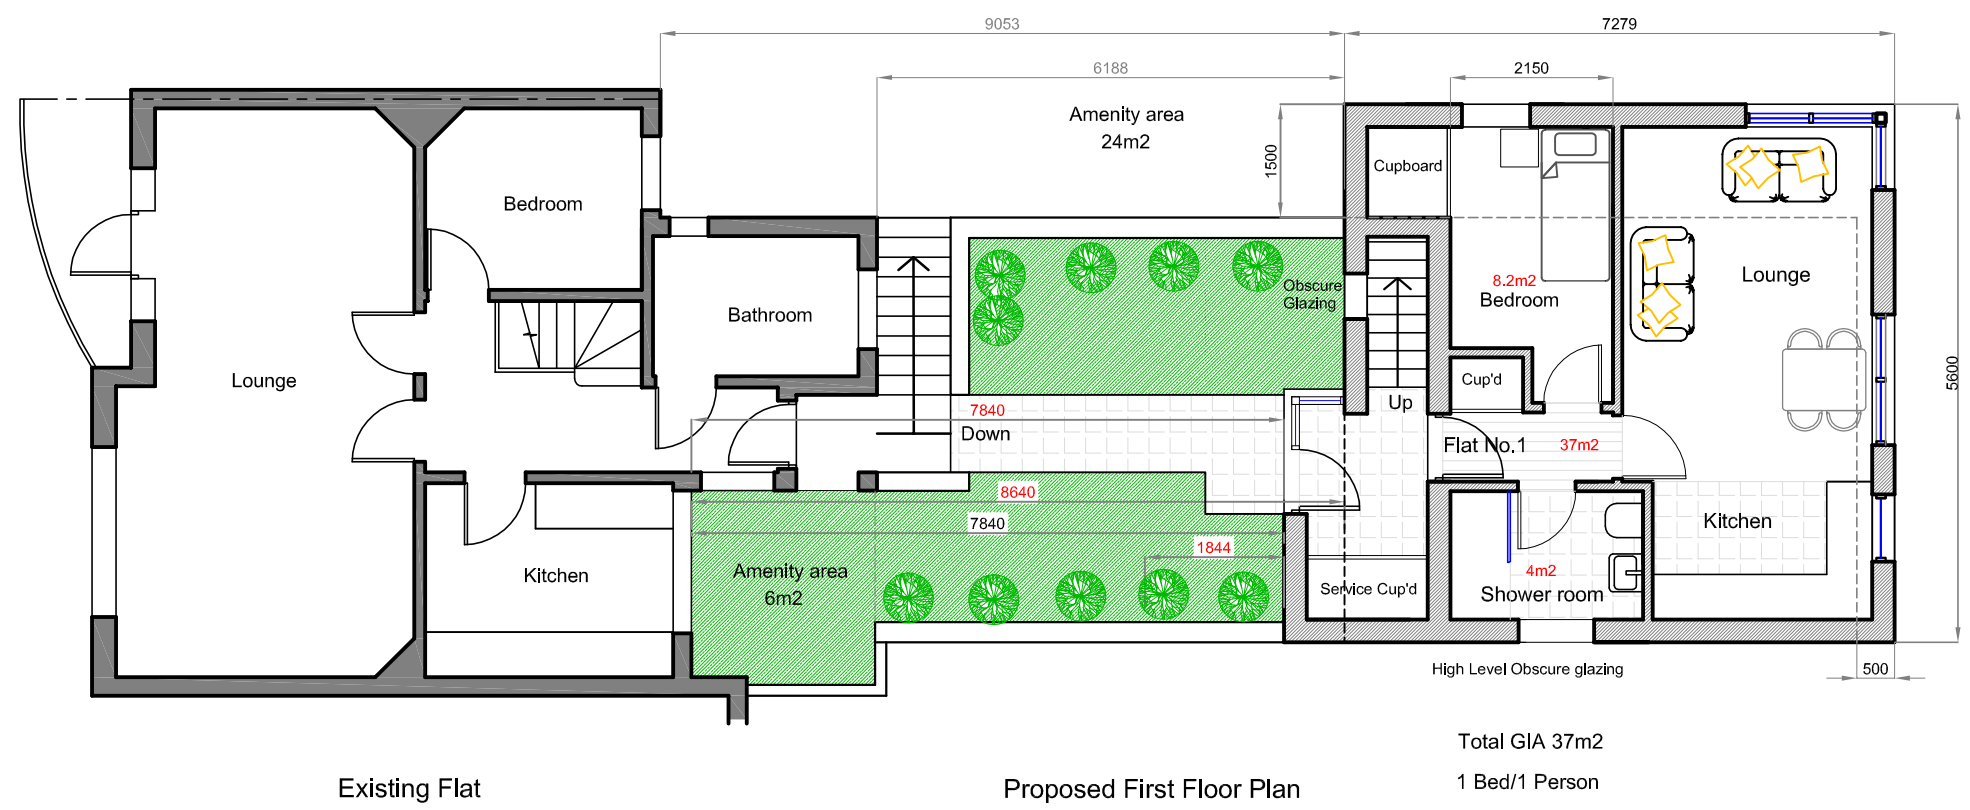 9053
7279
6188
2150
Amenity area
24m2
1500
Cupboard
Bedroom
Lounge
8.2m2
Bedroom
Obscure
Glazing
Bathroom
Lounge
Cup'd
5600
7840
Down
Up
Flat No.1
37m2
8640
7840
Kitchen
1844
Kitchen
Amenity area
6m2
4m2
Shower room
Service Cup'd
High Level Obscure glazing
500
Total GIA 37m2
1 Bed/1 Person
Existing Flat
Proposed First Floor Plan